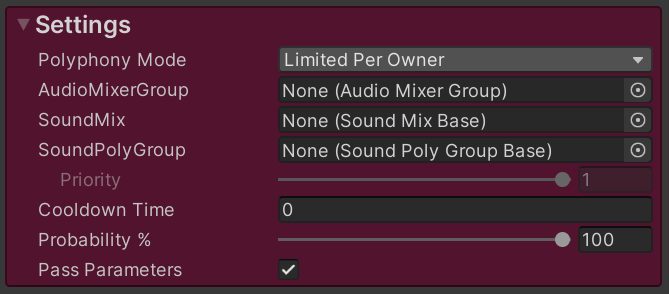 Settings
Polyphony Mode Limited Per Owner
AudioMixerGroup None (Audio Mixer Group)
SoundMix None (Sound Mix Base)
SoundPolyGroup None (Sound Poly Group Base)
Priority 1
Cooldown Time 0
Probability % 100
Pass Parameters